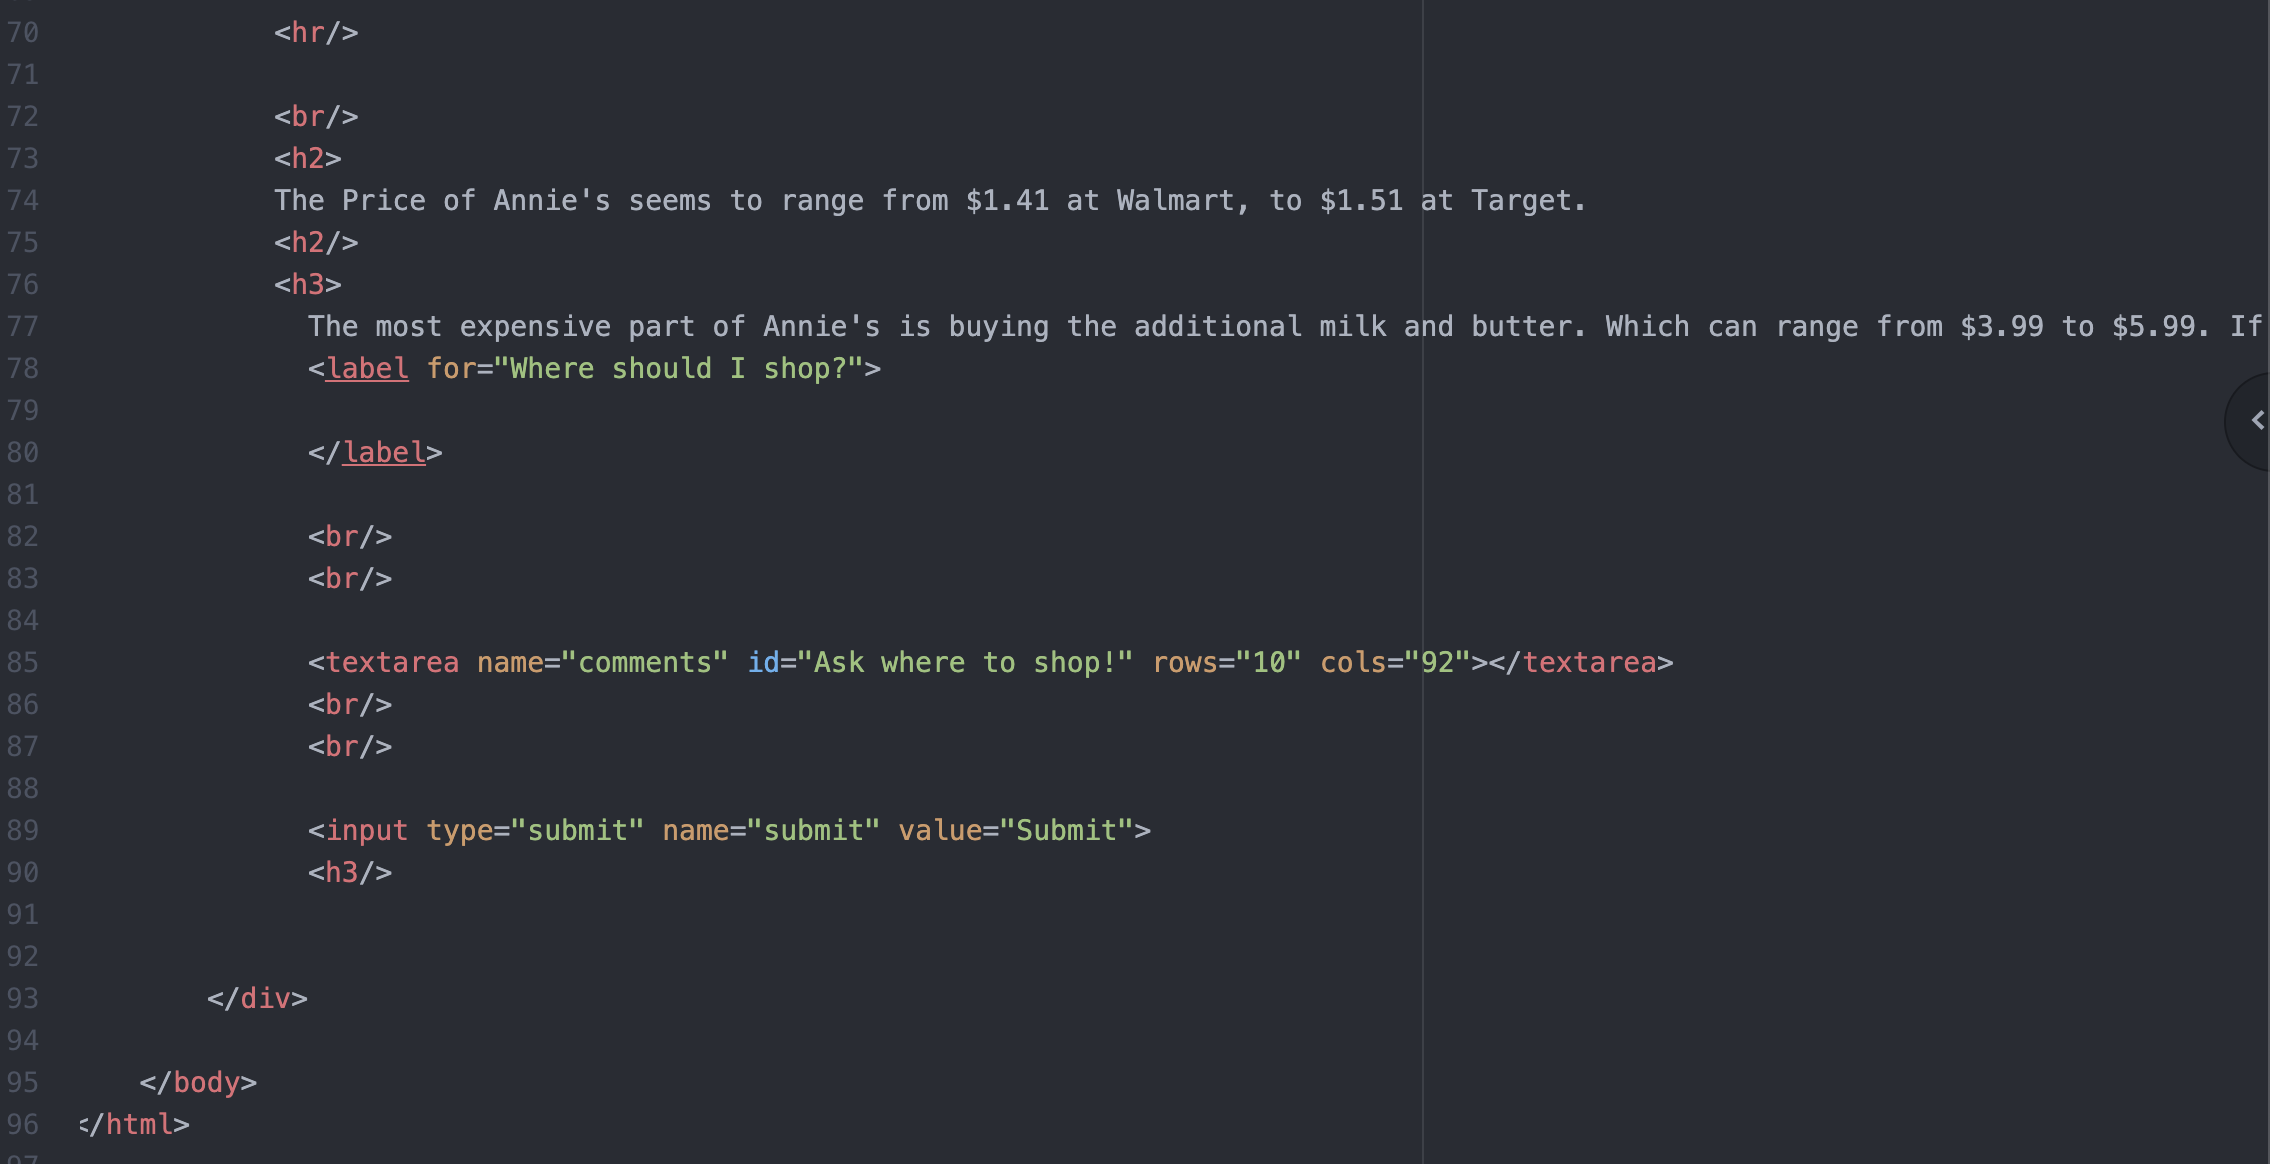 70 <hr/>
71
72 <br/>
73 <h2>
74 The Price of Annie's seems to range from $1.41 at Walmart, to $1.51 at Target.
75 <h2/>
76 <h3>
77 The most expensive part of Annie's is buying the additional milk and butter. Which can range from $3.99 to $5.99. If
78 <label for="Where should I shop?">
79
80 </label>
81
82 <br/>
83 <br/>
84
85 <textarea name="comments" id="Ask where to shop!" rows="10" cols="92"></textarea>
86 <br/>
87 <br/>
88
89 <input type="submit" name="submit" value="Submit">
90 <h3/>
91
92
93 </div>
94
95 </body>
96 </html>
97